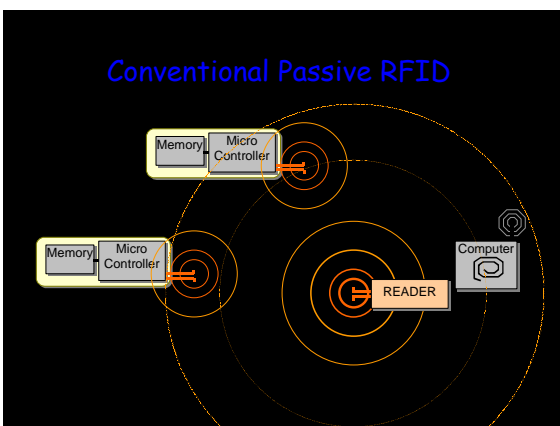 Conventional Passive RFID
Memory
Micro
Controller
Memory
Micro
Controller
Computer
READER